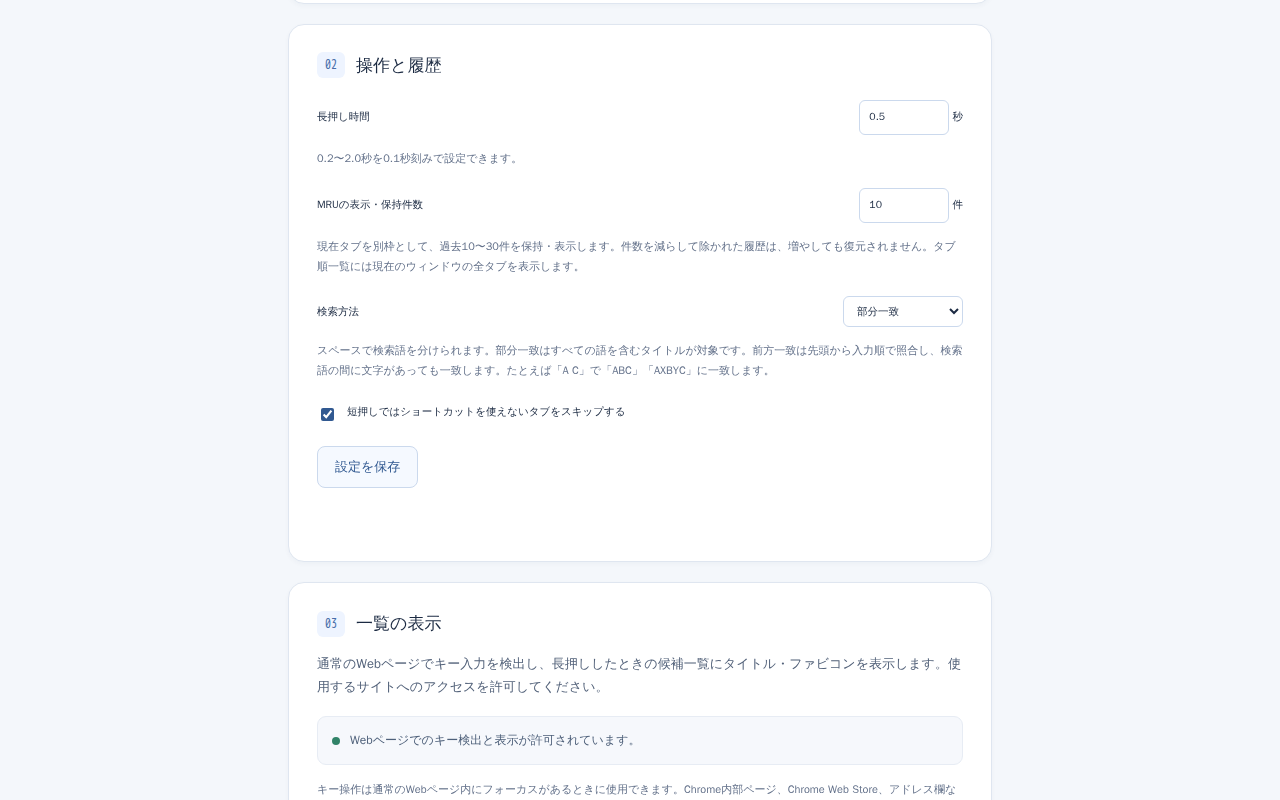 02 操作と履歴
長押し時間 0.5 秒
0.2〜2.0秒を0.1秒刻みで設定できます。
MRUの表示・保持件数 10 件
現在タブを別枠として、過去10〜30件を保持・表示します。件数を減らして除かれた履歴は、増やしても復元されません。タブ
順一覧には現在のウィンドウの全タブを表示します。
検索方法 部分一致
スペースで検索語を分けられます。部分一致はすべての語を含むタイトルが対象です。前方一致は先頭から入力順で照合し、検索
語の間に文字があっても一致します。たとえば「A C」で「ABC」「AXBYC」に一致します。
短押しではショートカットを使えないタブをスキップする
設定を保存
03 一覧の表示
通常のWebページでキー入力を検出し、長押ししたときの候補一覧にタイトル・ファビコンを表示します。使
用するサイトへのアクセスを許可してください。
Webページでのキー検出と表示が許可されています。
キー操作は通常のWebページ内にフォーカスがあるときに使用できます。Chrome内部ページ、Chrome Web Store、アドレス欄な